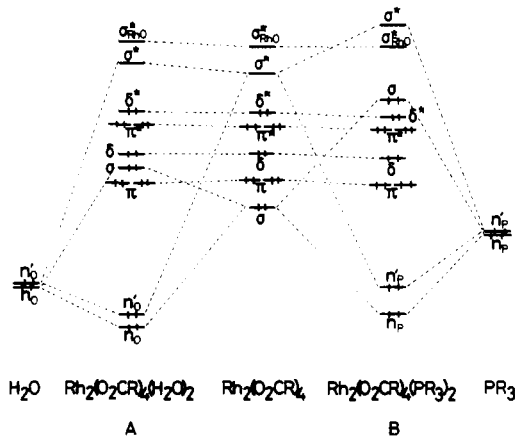 σ*
σ*RhO σ*RhO σ*RhO
σ* σ*
σ
δ* δ* δ*
π* π* π*
δ δ δ
σ
π π π
σ
n'P
nP
n'O
nO
n'P
n'O
nP
nO
H2O Rh2(O2CR)4(H2O)2 Rh2(O2CR)4 Rh2(O2CR)4(PR3)2 PR3
A B